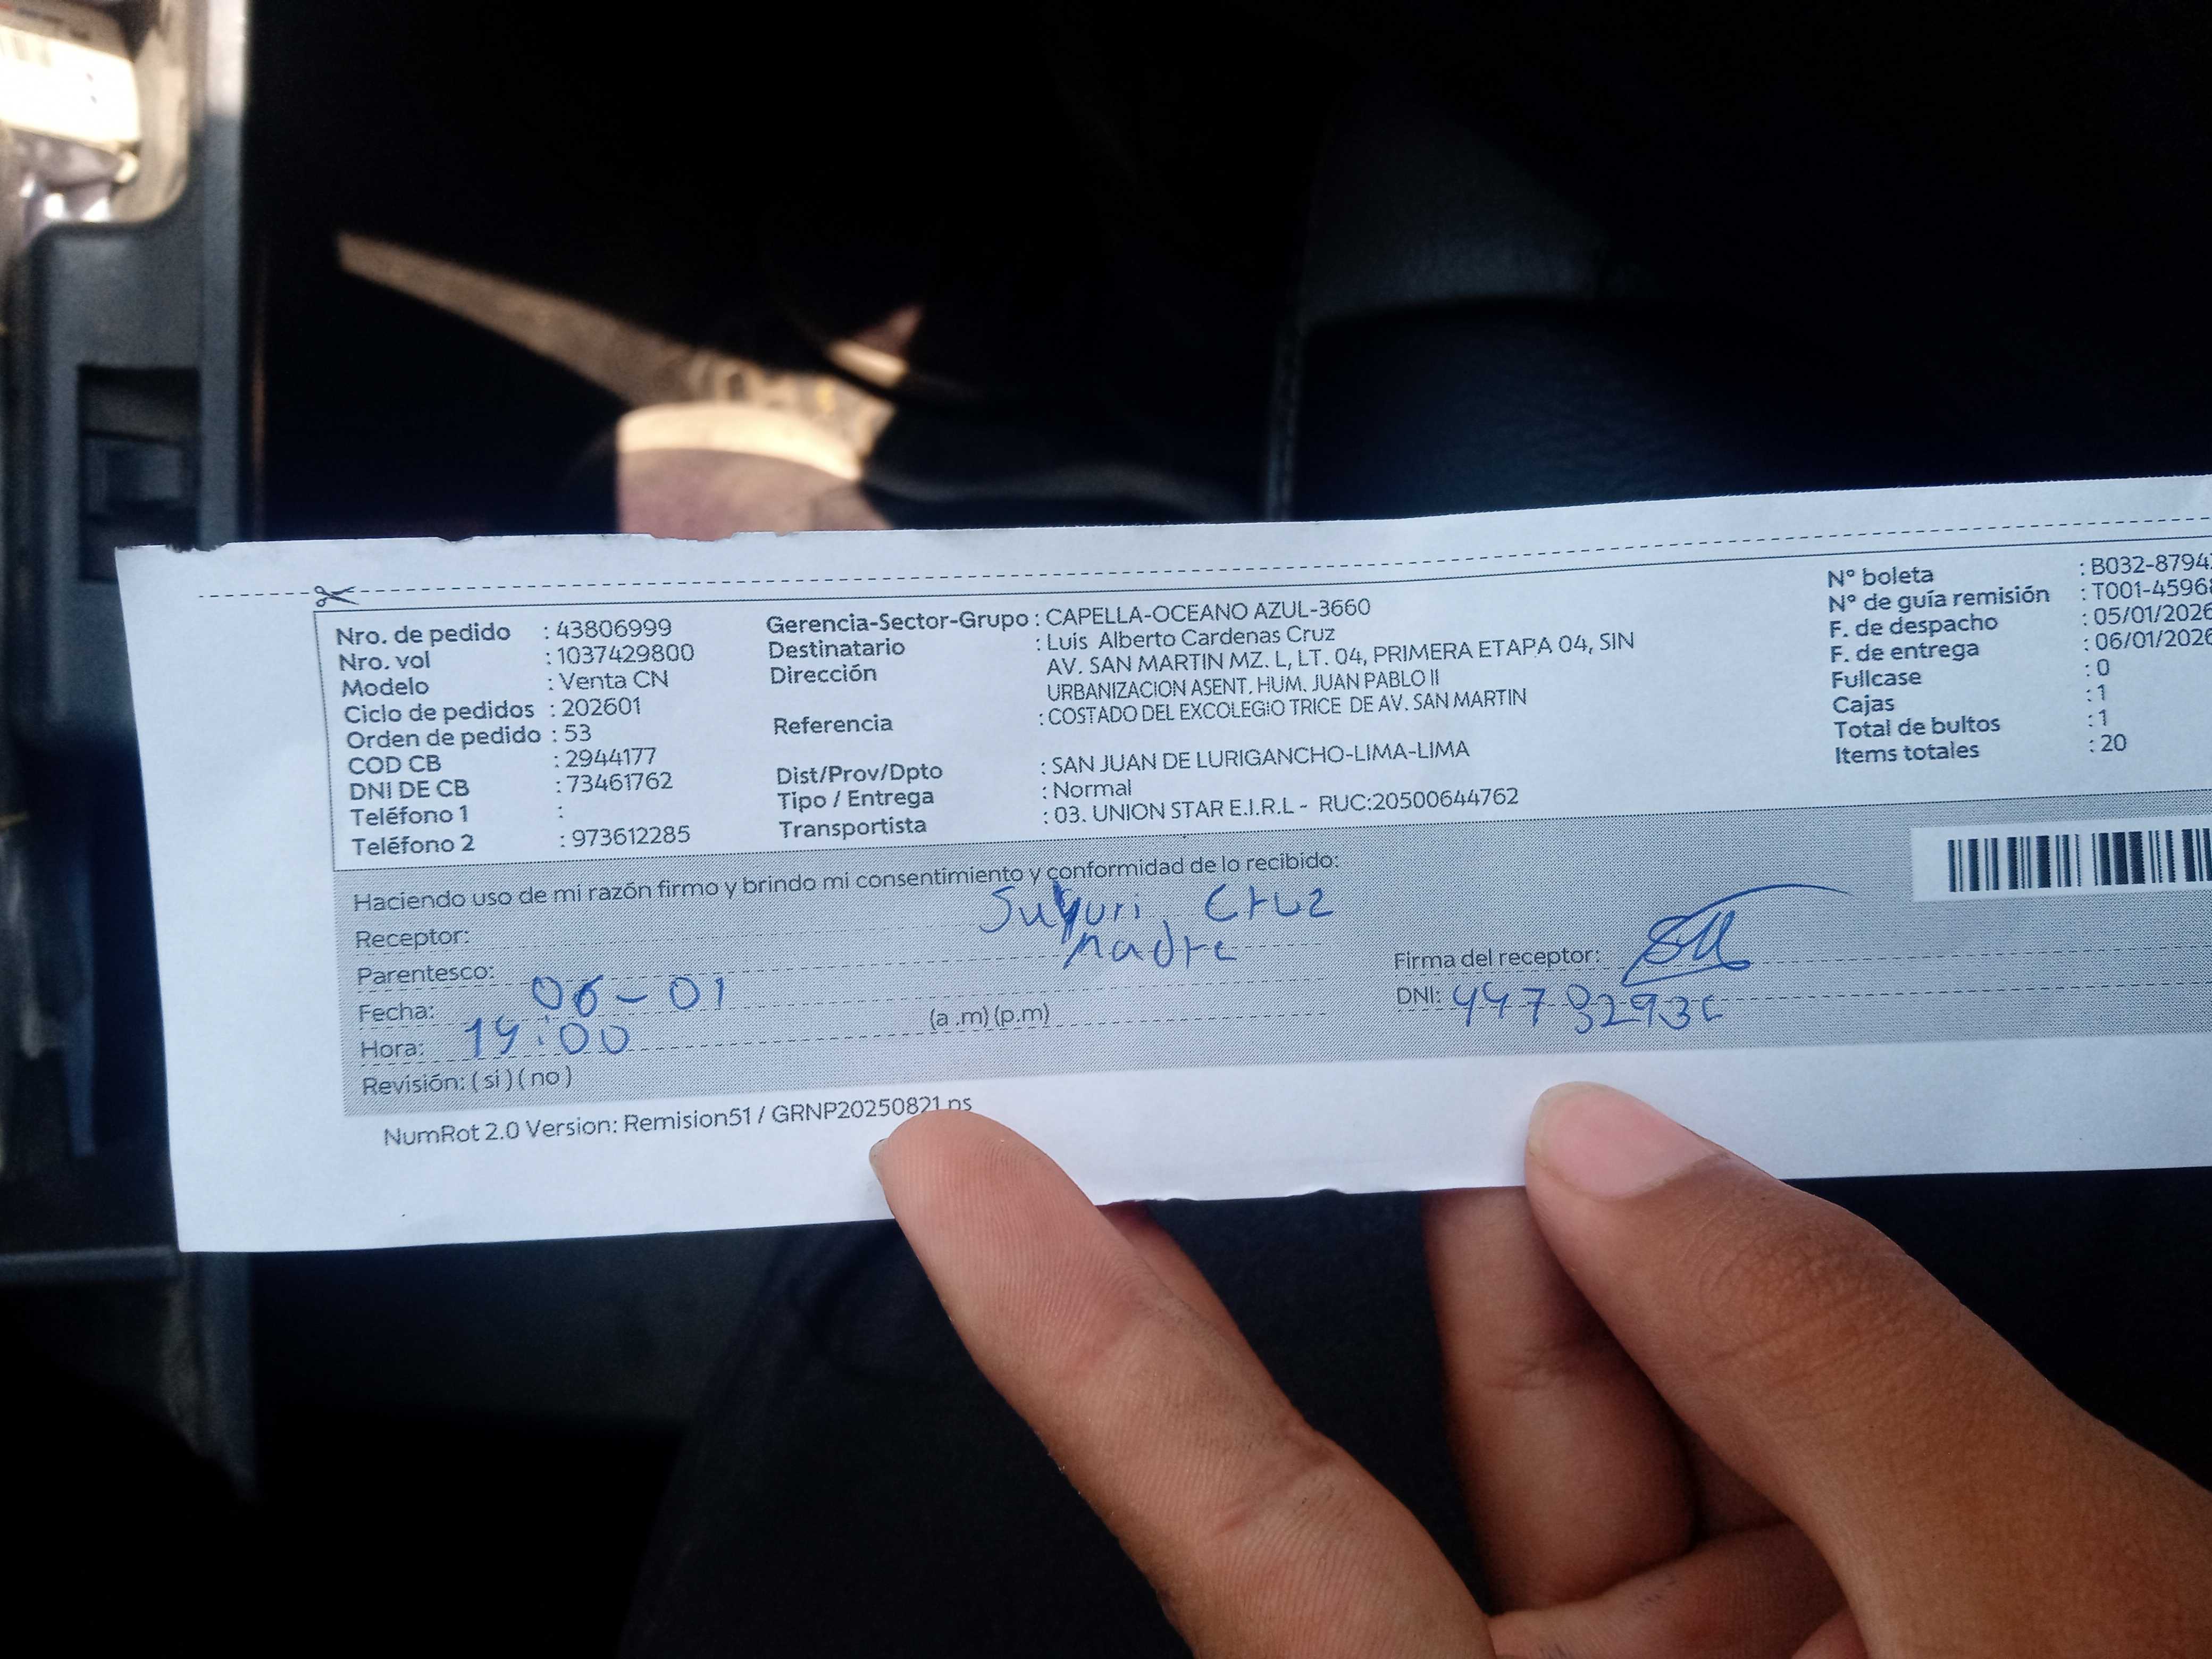 Nro. de pedido : 43806999
Nro. vol : 1037429800
Modelo : Venta CN
Ciclo de pedidos : 202601
Orden de pedido : 53
COD CB : 2944177
DNI DE CB : 73461762
Teléfono 1 :
Teléfono 2 : 973612285
Gerencia-Sector-Grupo : CAPELLA-OCEANO AZUL-3660
Destinatario : Luis Alberto Cardenas Cruz
Dirección AV. SAN MARTIN MZ. L, LT. 04, PRIMERA ETAPA 04, SIN
URBANIZACION ASENT. HUM. JUAN PABLO II
Referencia : COSTADO DEL EXCOLEGIO TRICE DE AV. SAN MARTIN
Dist/Prov/Dpto : SAN JUAN DE LURIGANCHO-LIMA-LIMA
Tipo / Entrega : Normal
Transportista : 03. UNION STAR E.I.R.L - RUC:20500644762
N° boleta : B032-8794
N° de guía remisión : T001-4596
F. de despacho : 05/01/2026
F. de entrega : 06/01/2026
Fullcase : 0
Cajas : 1
Total de bultos : 1
Items totales : 20
Haciendo uso de mi razón firmo y brindo mi consentimiento y conformidad de lo recibido:
Receptor: Cruz
Parentesco: Madre
Fecha: 06-01
Hora: 14:00 (a .m) (p.m)
Revisión: ( si ) ( no )
Firma del receptor:
DNI:
NumRot 2.0 Version: Remision51 / GRNP20250821.ps